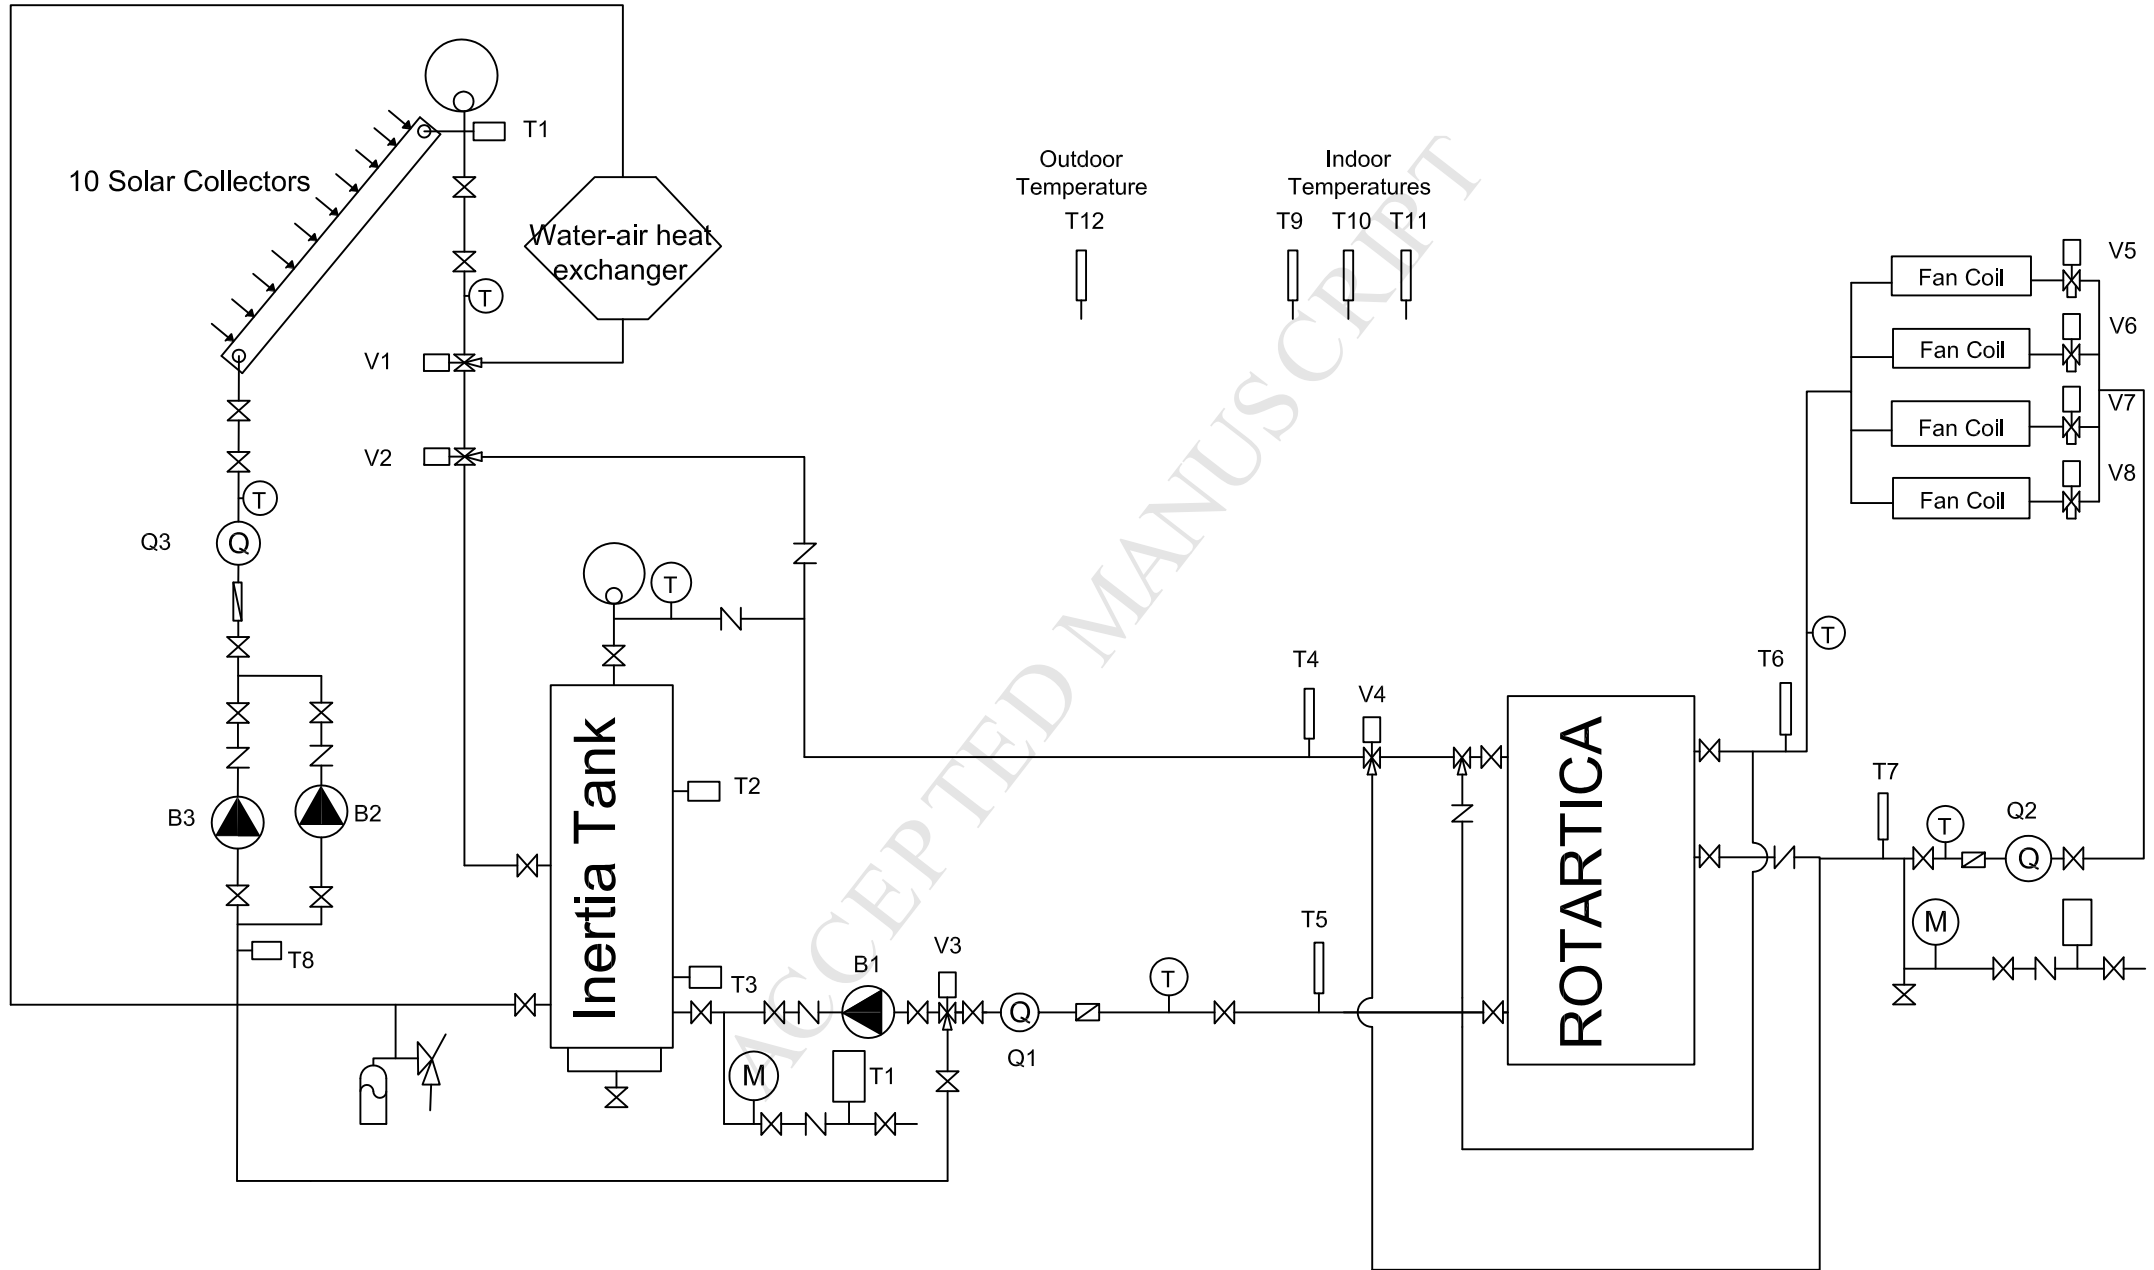 T1
10 Solar Collectors
Outdoor
Temperature
T12
Indoor
Temperatures
T9
T10
T11
Water-air heat
exchanger
T
V1
V2
T
Q3
Q
B3
B2
T8
T
Inertia Tank
T2
T3
B1
V3
M
T1
Q
Q1
T
T5
T4
V4
ROTARTICA
T6
T
Fan Coil
V5
Fan Coil
V6
Fan Coil
V7
Fan Coil
V8
T7
T
Q2
Q
M
ACCEPTED MANUSCRIPT